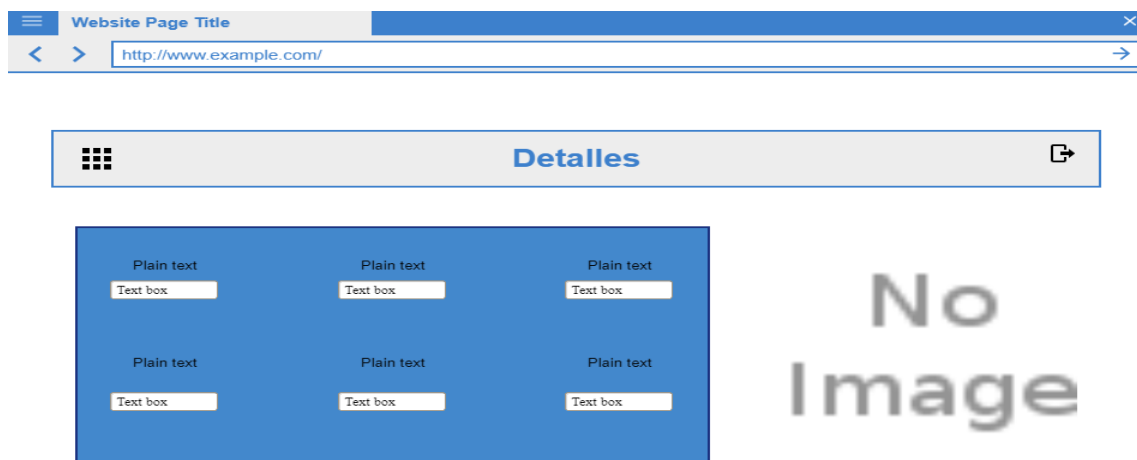 Website Page Title
http://www.example.com/
Detalles
Plain text Plain text Plain text
Text box Text box Text box
Plain text Plain text Plain text
Text box Text box Text box
No
Image